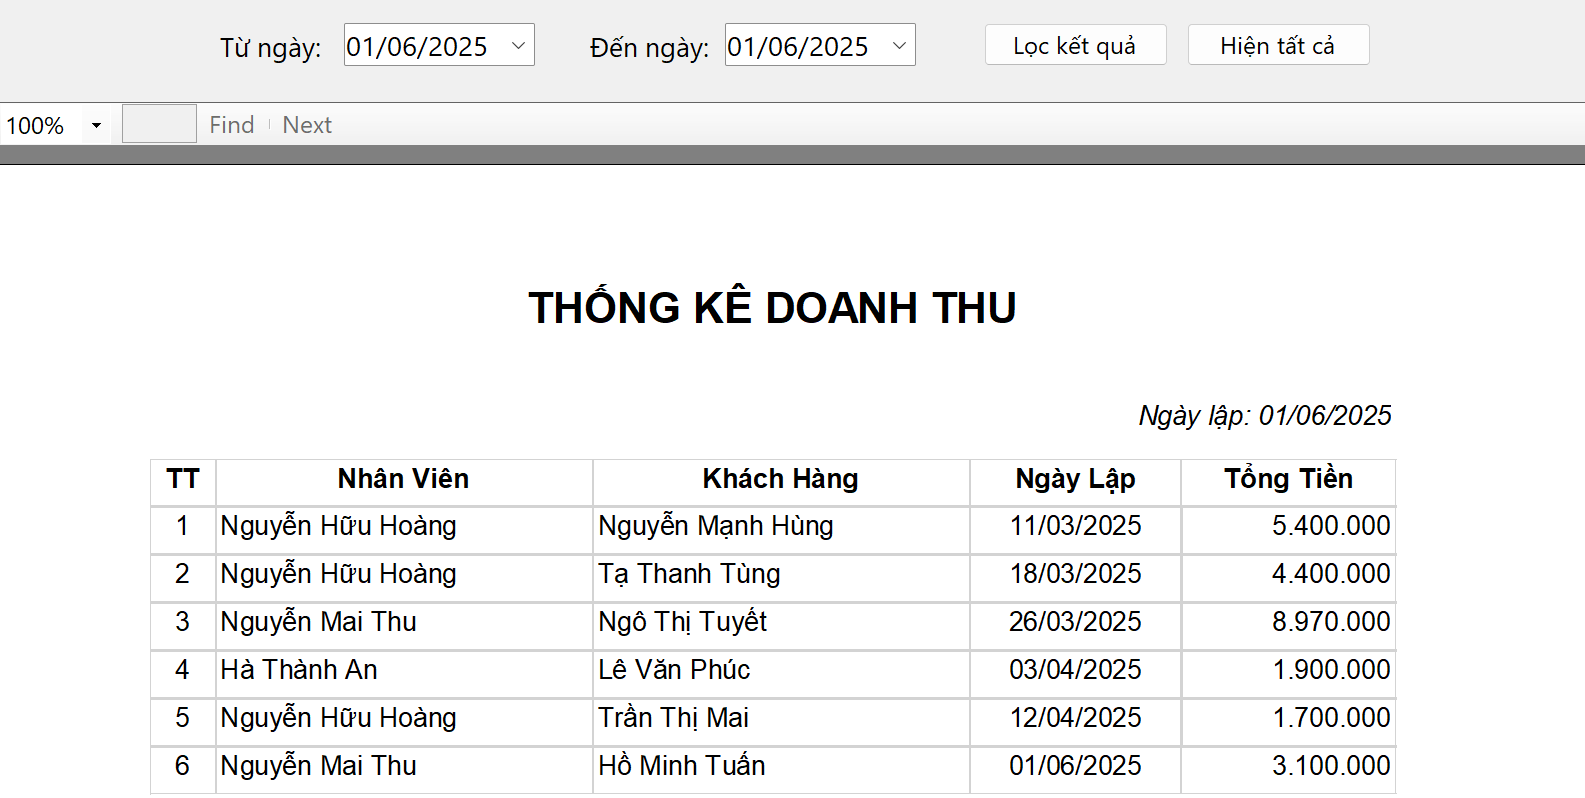 Từ ngày: 01/06/2025 Đến ngày: 01/06/2025 Lọc kết quả Hiện tất cả
100% Find Next
THỐNG KÊ DOANH THU
Ngày lập: 01/06/2025
TT Nhân Viên Khách Hàng Ngày Lập Tổng Tiền
1 Nguyễn Hữu Hoàng Nguyễn Mạnh Hùng 11/03/2025 5.400.000
2 Nguyễn Hữu Hoàng Tạ Thanh Tùng 18/03/2025 4.400.000
3 Nguyễn Mai Thu Ngô Thị Tuyết 26/03/2025 8.970.000
4 Hà Thành An Lê Văn Phúc 03/04/2025 1.900.000
5 Nguyễn Hữu Hoàng Trần Thị Mai 12/04/2025 1.700.000
6 Nguyễn Mai Thu Hồ Minh Tuấn 01/06/2025 3.100.000